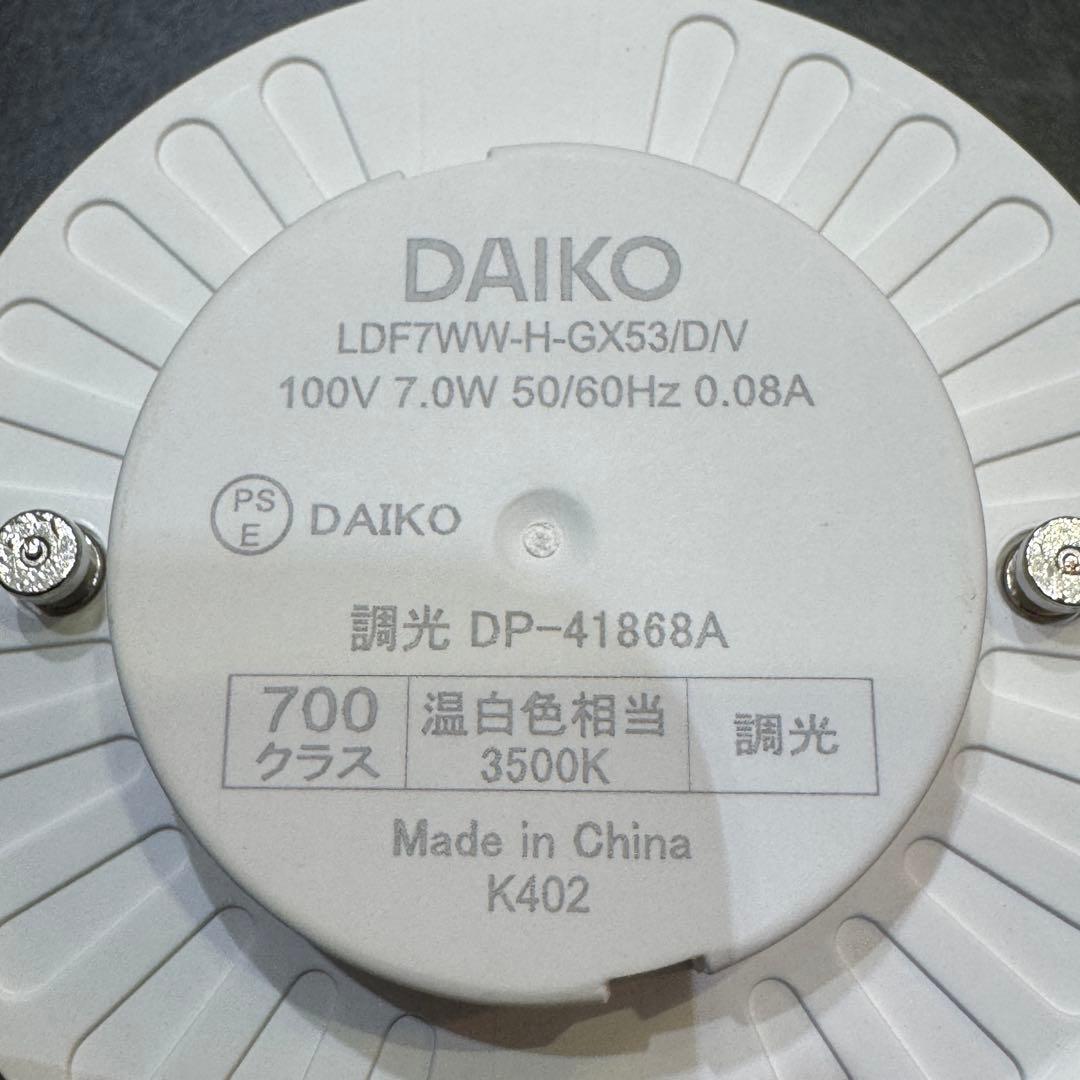 DAIKO
LDF7WW-H-GX53/D/V
100V 7.0W 50/60Hz 0.08A
PS
E
DAIKO
調光 DP-41868A
700
クラス
温白色相当
3500K
調光
Made in China
K402